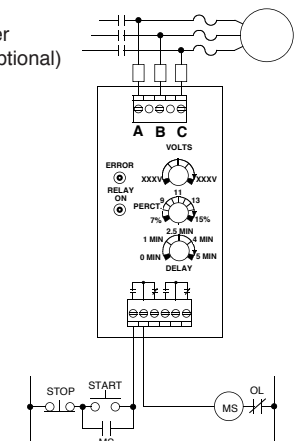 er
ptional)
A B C
VOLTS
ERROR
XXXV XXXV
RELAY
ON
11
9 13
PERCT.
7% 15%
2.5 MIN
1 MIN 4 MIN
0 MIN 5 MIN
DELAY
STOP START OL
MS
MS